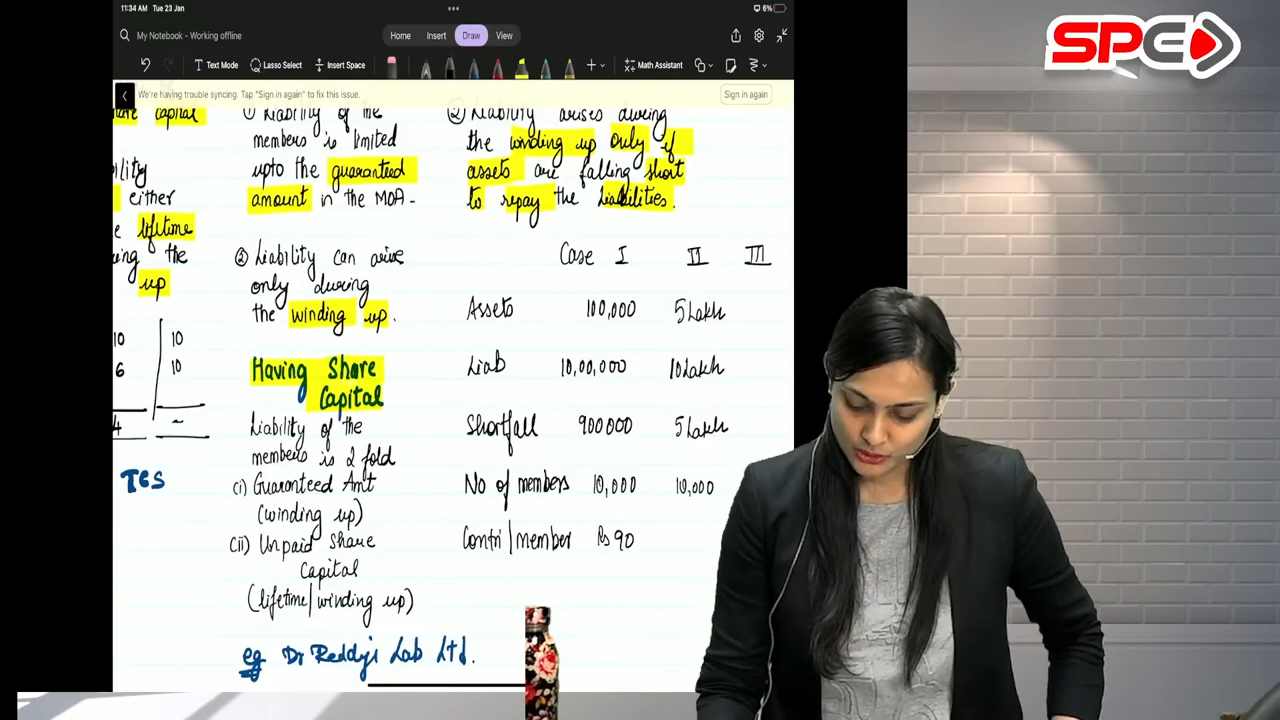 11:34 AM Tue 23 Jan
6%
My Notebook - Working offline
Home Insert Draw View
Text Mode Lasso Select Insert Space Math Assistant
We're having trouble syncing. Tap "Sign in again" to fix this issue.
Sign in again
capital
either
lifetime
the
up
10 10
6 10
4 -
TCS
① Liability of the
members is limited
upto the guaranteed
amount in the MOA-
② Liability can arise
only during
the winding up.
Having Share
Capital
Liability of the
members is 2 fold
(i) Guaranteed Amt
(winding up)
(ii) Unpaid Share
Capital
(lifetime/winding up)
eg Dr Reddy's Lab Ltd.
② Liability arises during
the winding up only if
assets are falling short
to repay the Liabilities.
Case I II III
Assets 100,000 5 Lakh
Liab 10,00,000 10 Lakh
Shortfall 900000 5 Lakh
No of members 10,000 10,000
Contri/member Rs 90
SPC